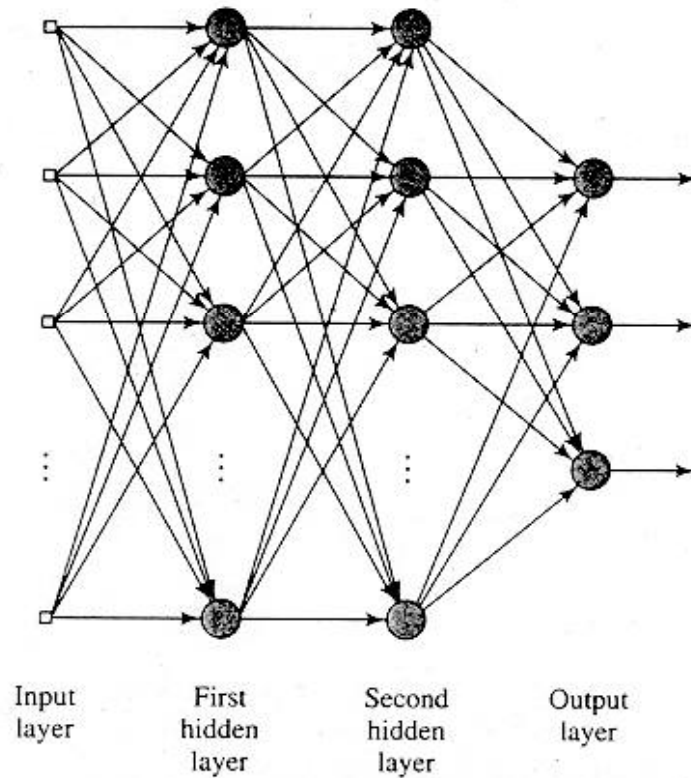 Input
layer
First
hidden
layer
Second
hidden
layer
Output
layer